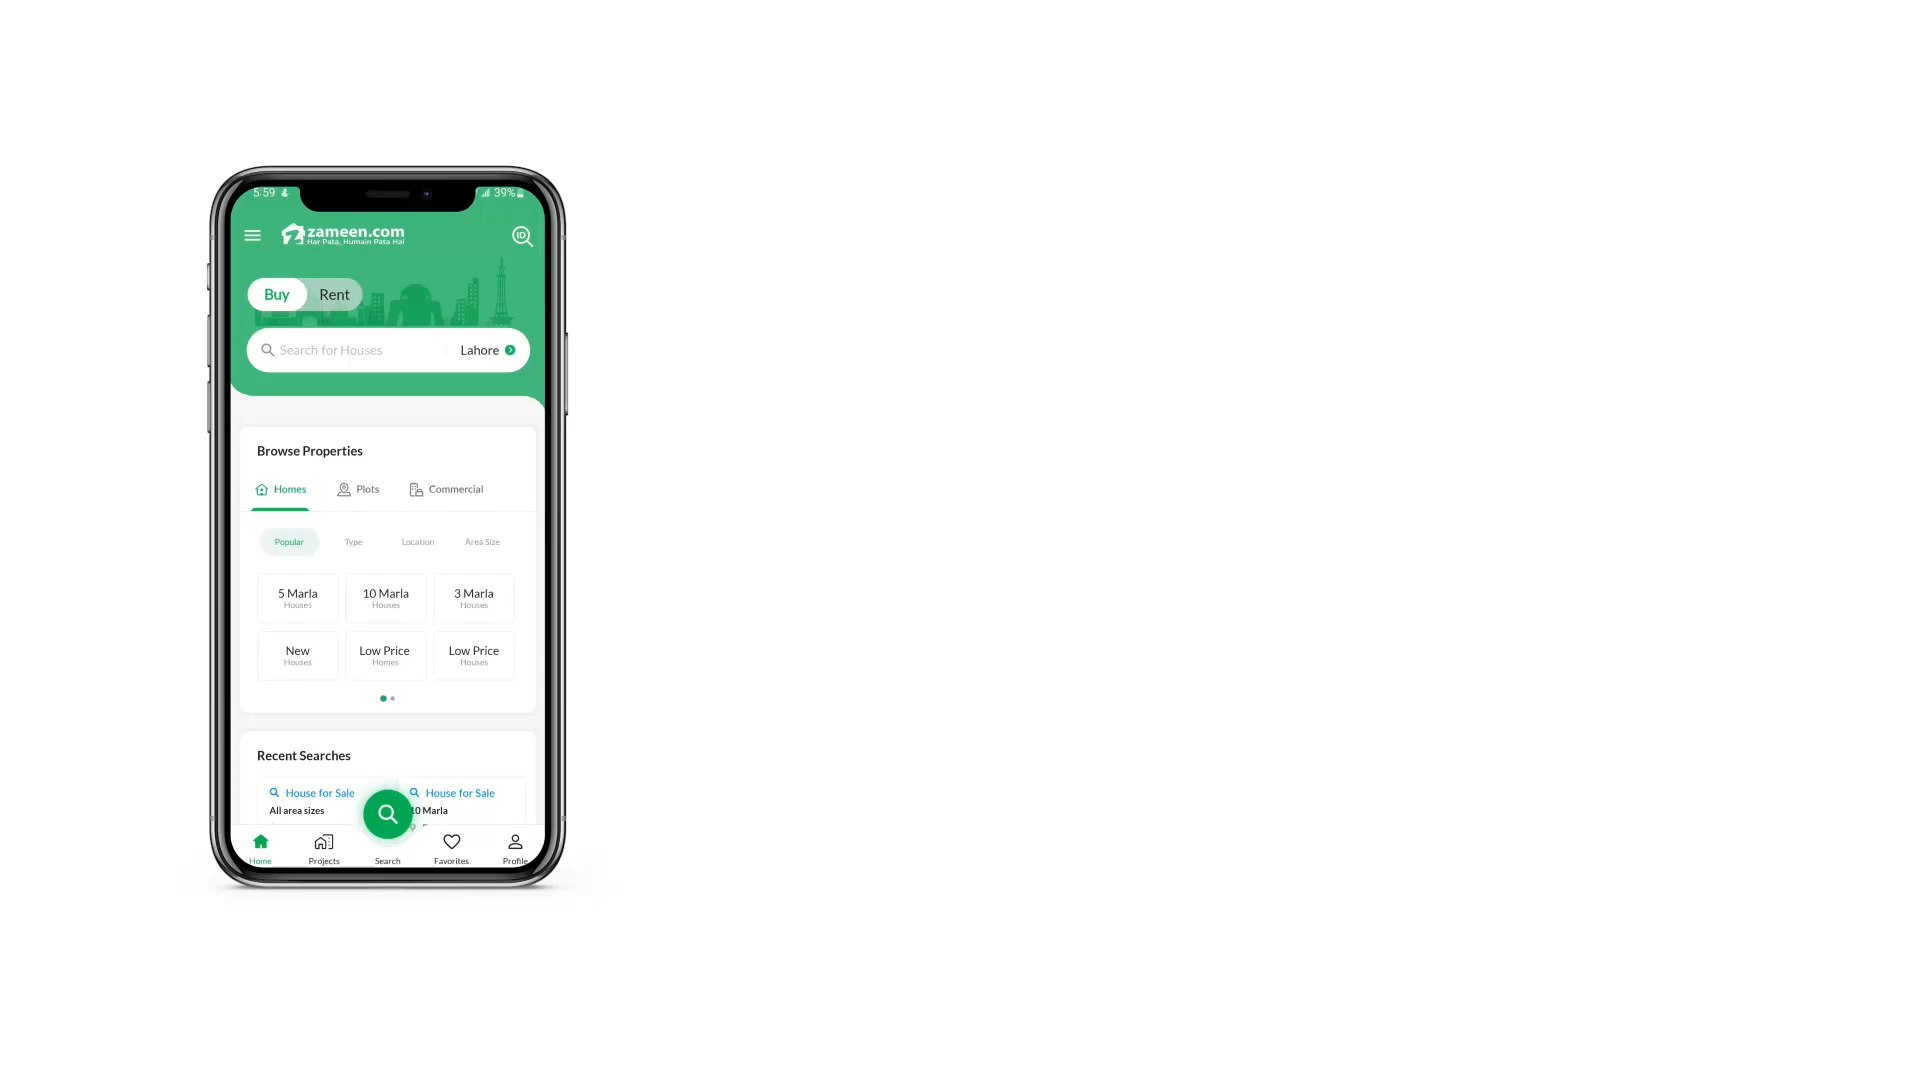 5:59
39%
zameen.com
Har Pata, Humain Pata Hai
ID
Buy Rent
Search for Houses Lahore
Browse Properties
Homes Plots Commercial
Popular Type Location Area Size
5 Marla 10 Marla 3 Marla
Houses Houses Houses
New Low Price Low Price
Houses Homes Houses
Recent Searches
House for Sale House for Sale
All area sizes 10 Marla
Home Projects Search Favorites Profile